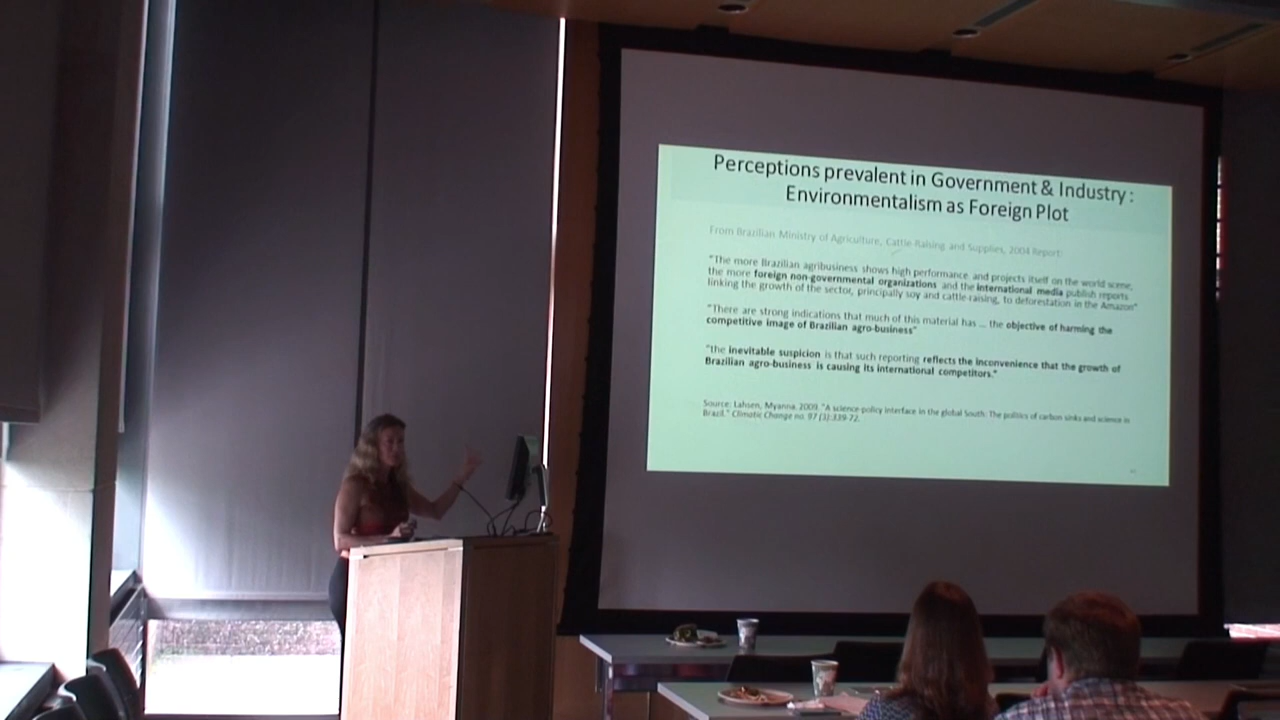 Perceptions prevalent in Government & Industry :
Environmentalism as Foreign Plot
From Brazilian Ministry of Agriculture, Cattle-Raising and Supplies, 2004 Report:
"The more Brazilian agribusiness shows high performance and projects itself on the world scene,
the more foreign non-governmental organizations and the international media publish reports
linking the growth of the sector, principally soy and cattle-raising, to deforestation in the Amazon"
"There are strong indications that much of this material has ... the objective of harming the
competitive image of Brazilian agro-business"
"the inevitable suspicion is that such reporting reflects the inconvenience that the growth of
Brazilian agro-business is causing its international competitors."
Source: Lahsen, Myanna. 2009. "A science-policy interface in the global South: The politics of carbon sinks and science in
Brazil." Climatic Change no. 97 (3):339-72.